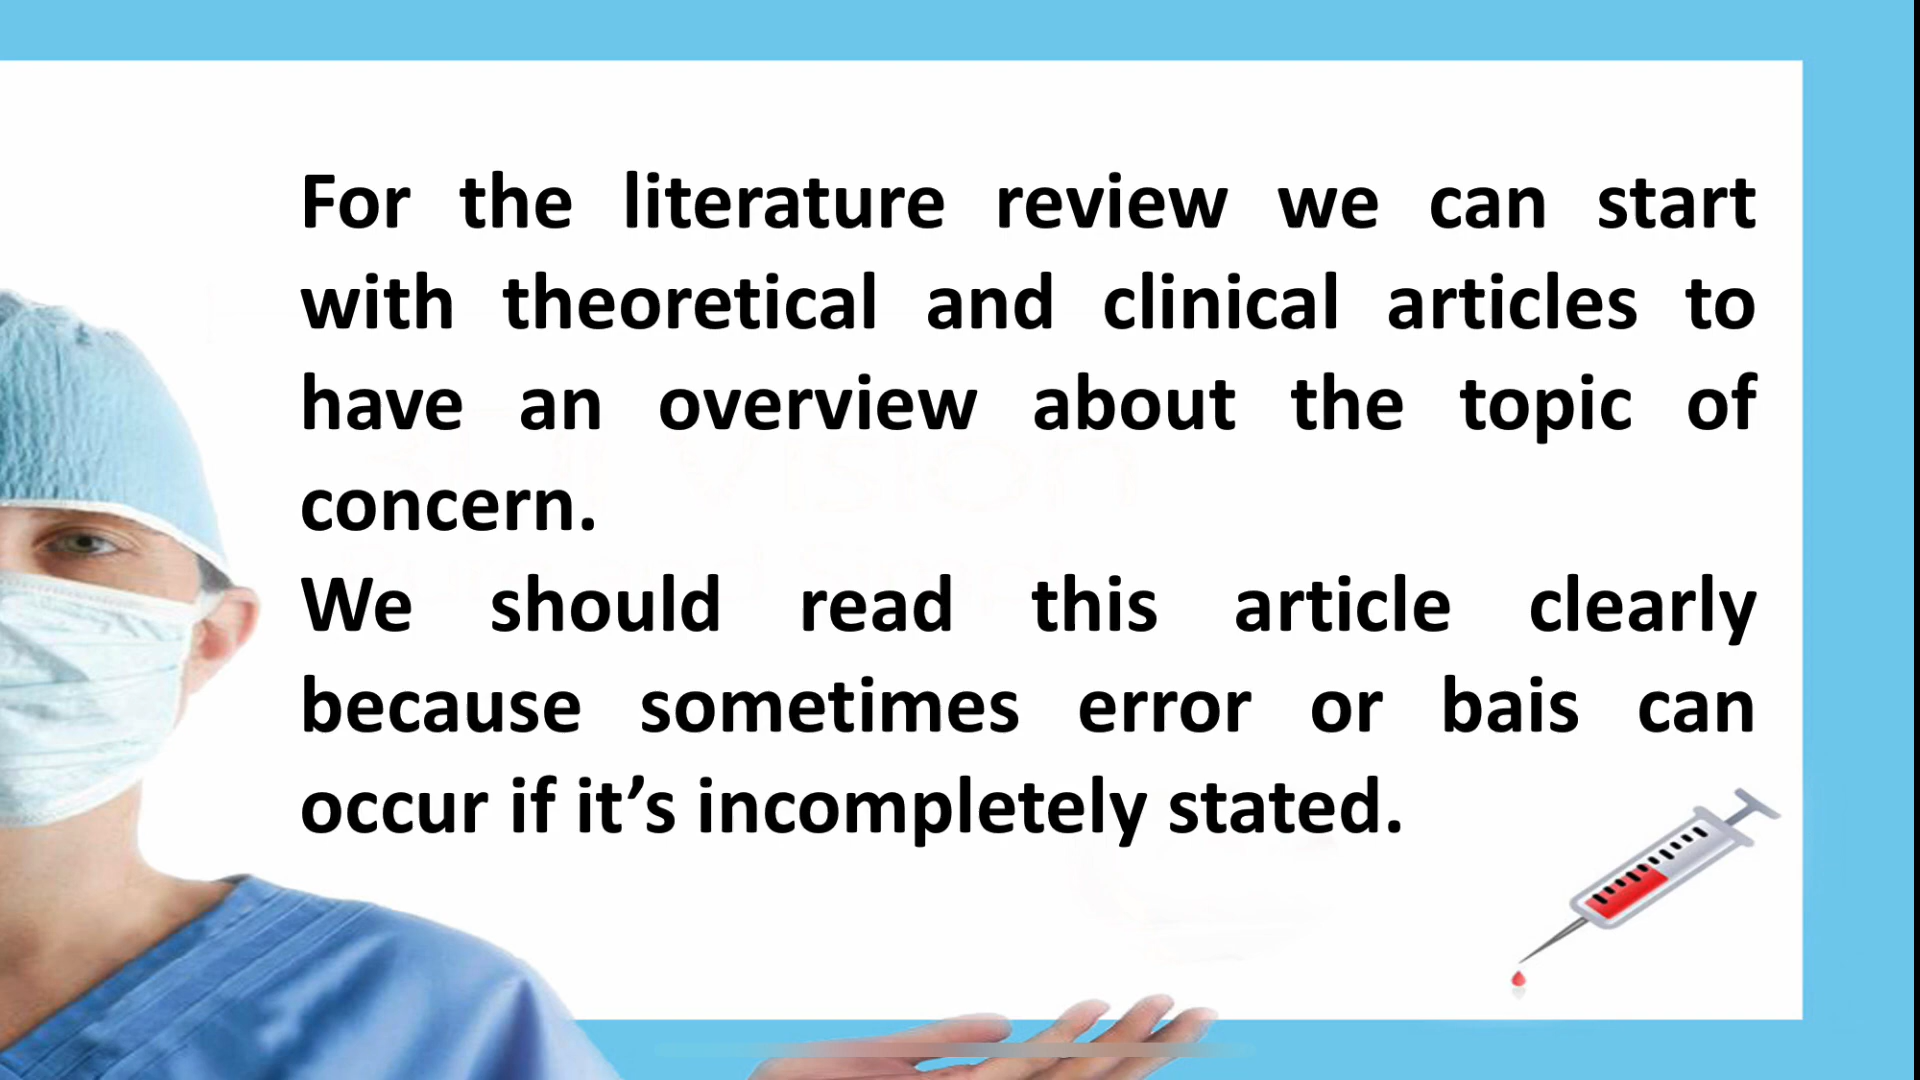 For the literature review we can start
with theoretical and clinical articles to
have an overview about the topic of
concern.
We should read this article clearly
because sometimes error or bais can
occur if it’s incompletely stated.